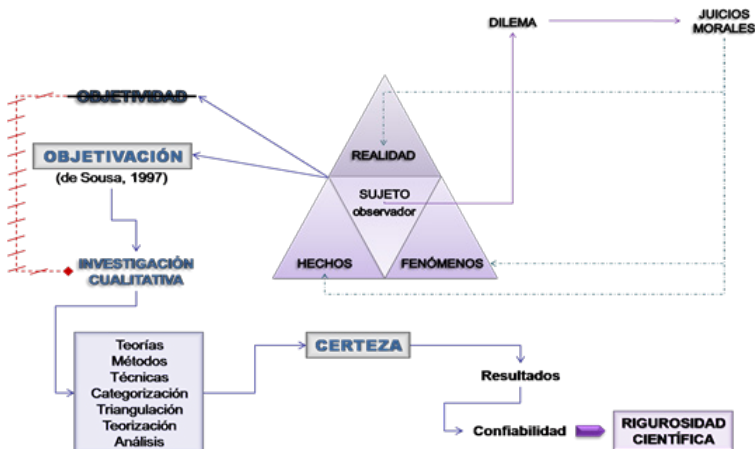 DILEMA
JUICIOS
MORALES
OBJETIVIDAD
OBJETIVACIÓN
(de Sousa, 1997)
REALIDAD
SUJETO
observador
HECHOS
FENÓMENOS
INVESTIGACIÓN
CUALITATIVA
Teorías
Métodos
Técnicas
Categorización
Triangulación
Teorización
Análisis
CERTEZA
Resultados
Confiabilidad
RIGUROSIDAD
CIENTÍFICA